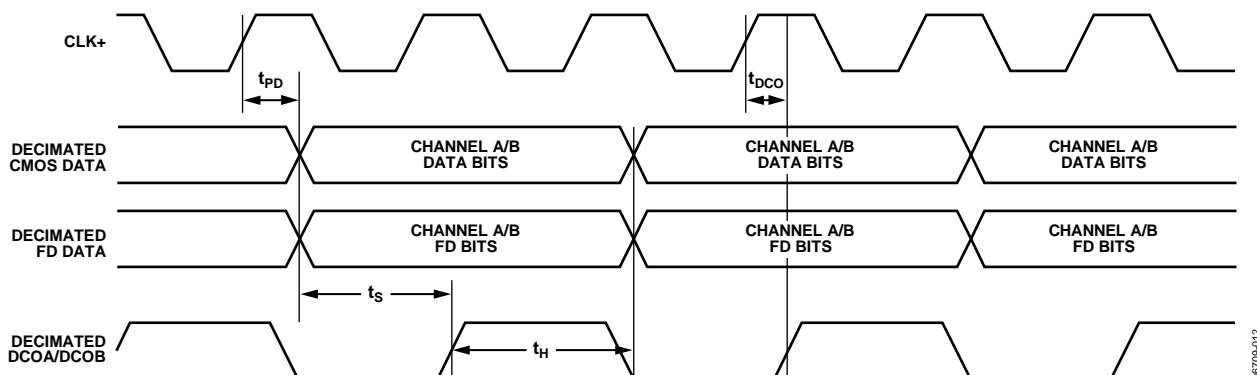 CLK+
tPD
tDCO
DECIMATED
CMOS DATA
CHANNEL A/B
DATA BITS
CHANNEL A/B
DATA BITS
CHANNEL A/B
DATA BITS
DECIMATED
FD DATA
CHANNEL A/B
FD BITS
CHANNEL A/B
FD BITS
CHANNEL A/B
FD BITS
tS
DECIMATED
DCOA/DCOB
tH